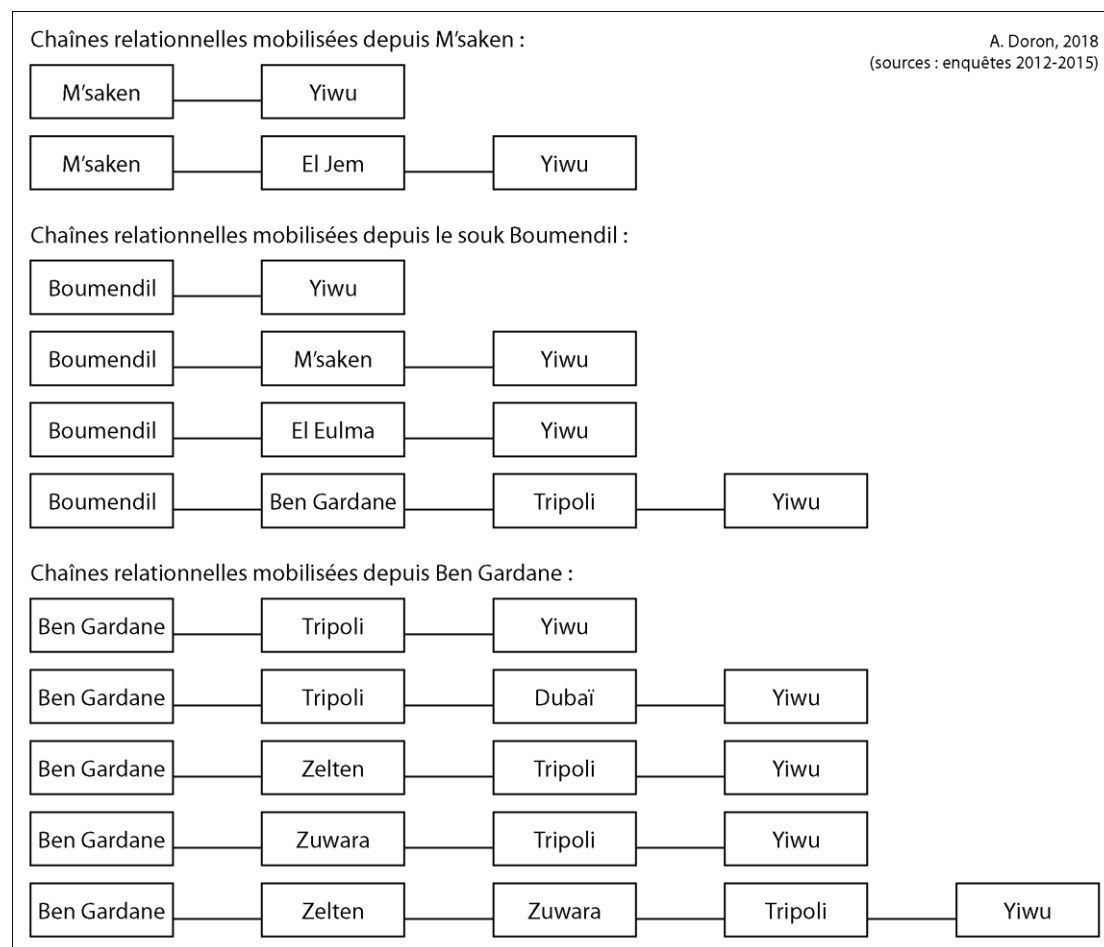 Chaînes relationnelles mobilisées depuis M'saken :
A. Doron, 2018
(sources : enquêtes 2012-2015)
M'saken Yiwu
M'saken El Jem Yiwu
Chaînes relationnelles mobilisées depuis le souk Boumendil :
Boumendil Yiwu
Boumendil M'saken Yiwu
Boumendil El Eulma Yiwu
Boumendil Ben Gardane Tripoli Yiwu
Chaînes relationnelles mobilisées depuis Ben Gardane :
Ben Gardane Tripoli Yiwu
Ben Gardane Tripoli Dubaï Yiwu
Ben Gardane Zelten Tripoli Yiwu
Ben Gardane Zuwara Tripoli Yiwu
Ben Gardane Zelten Zuwara Tripoli Yiwu